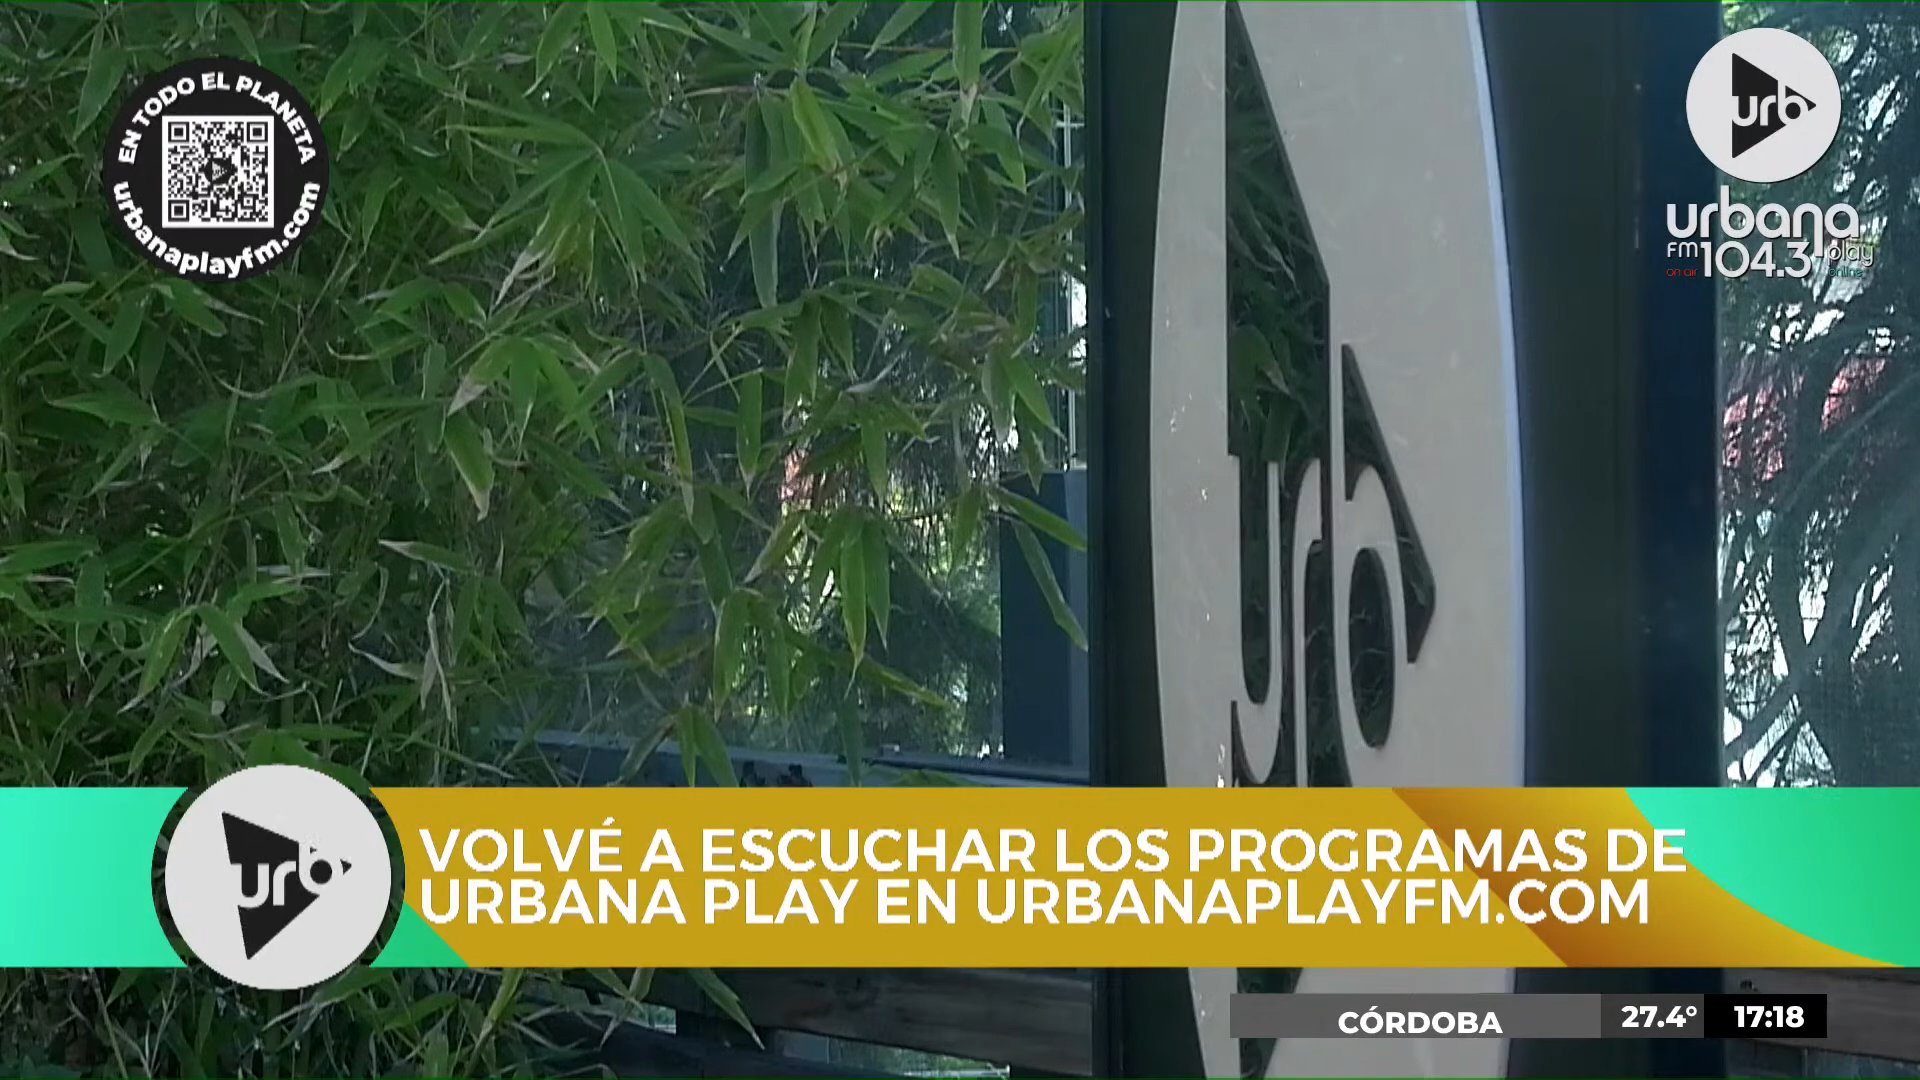 EN TODO EL PLANETA
urbanaplayfm.com
urb
urbana
play
FM 104.3
on air
online
urb
urb
VOLVÉ A ESCUCHAR LOS PROGRAMAS DE
URBANA PLAY EN URBANAPLAYFM.COM
CÓRDOBA 27.4° 17:18